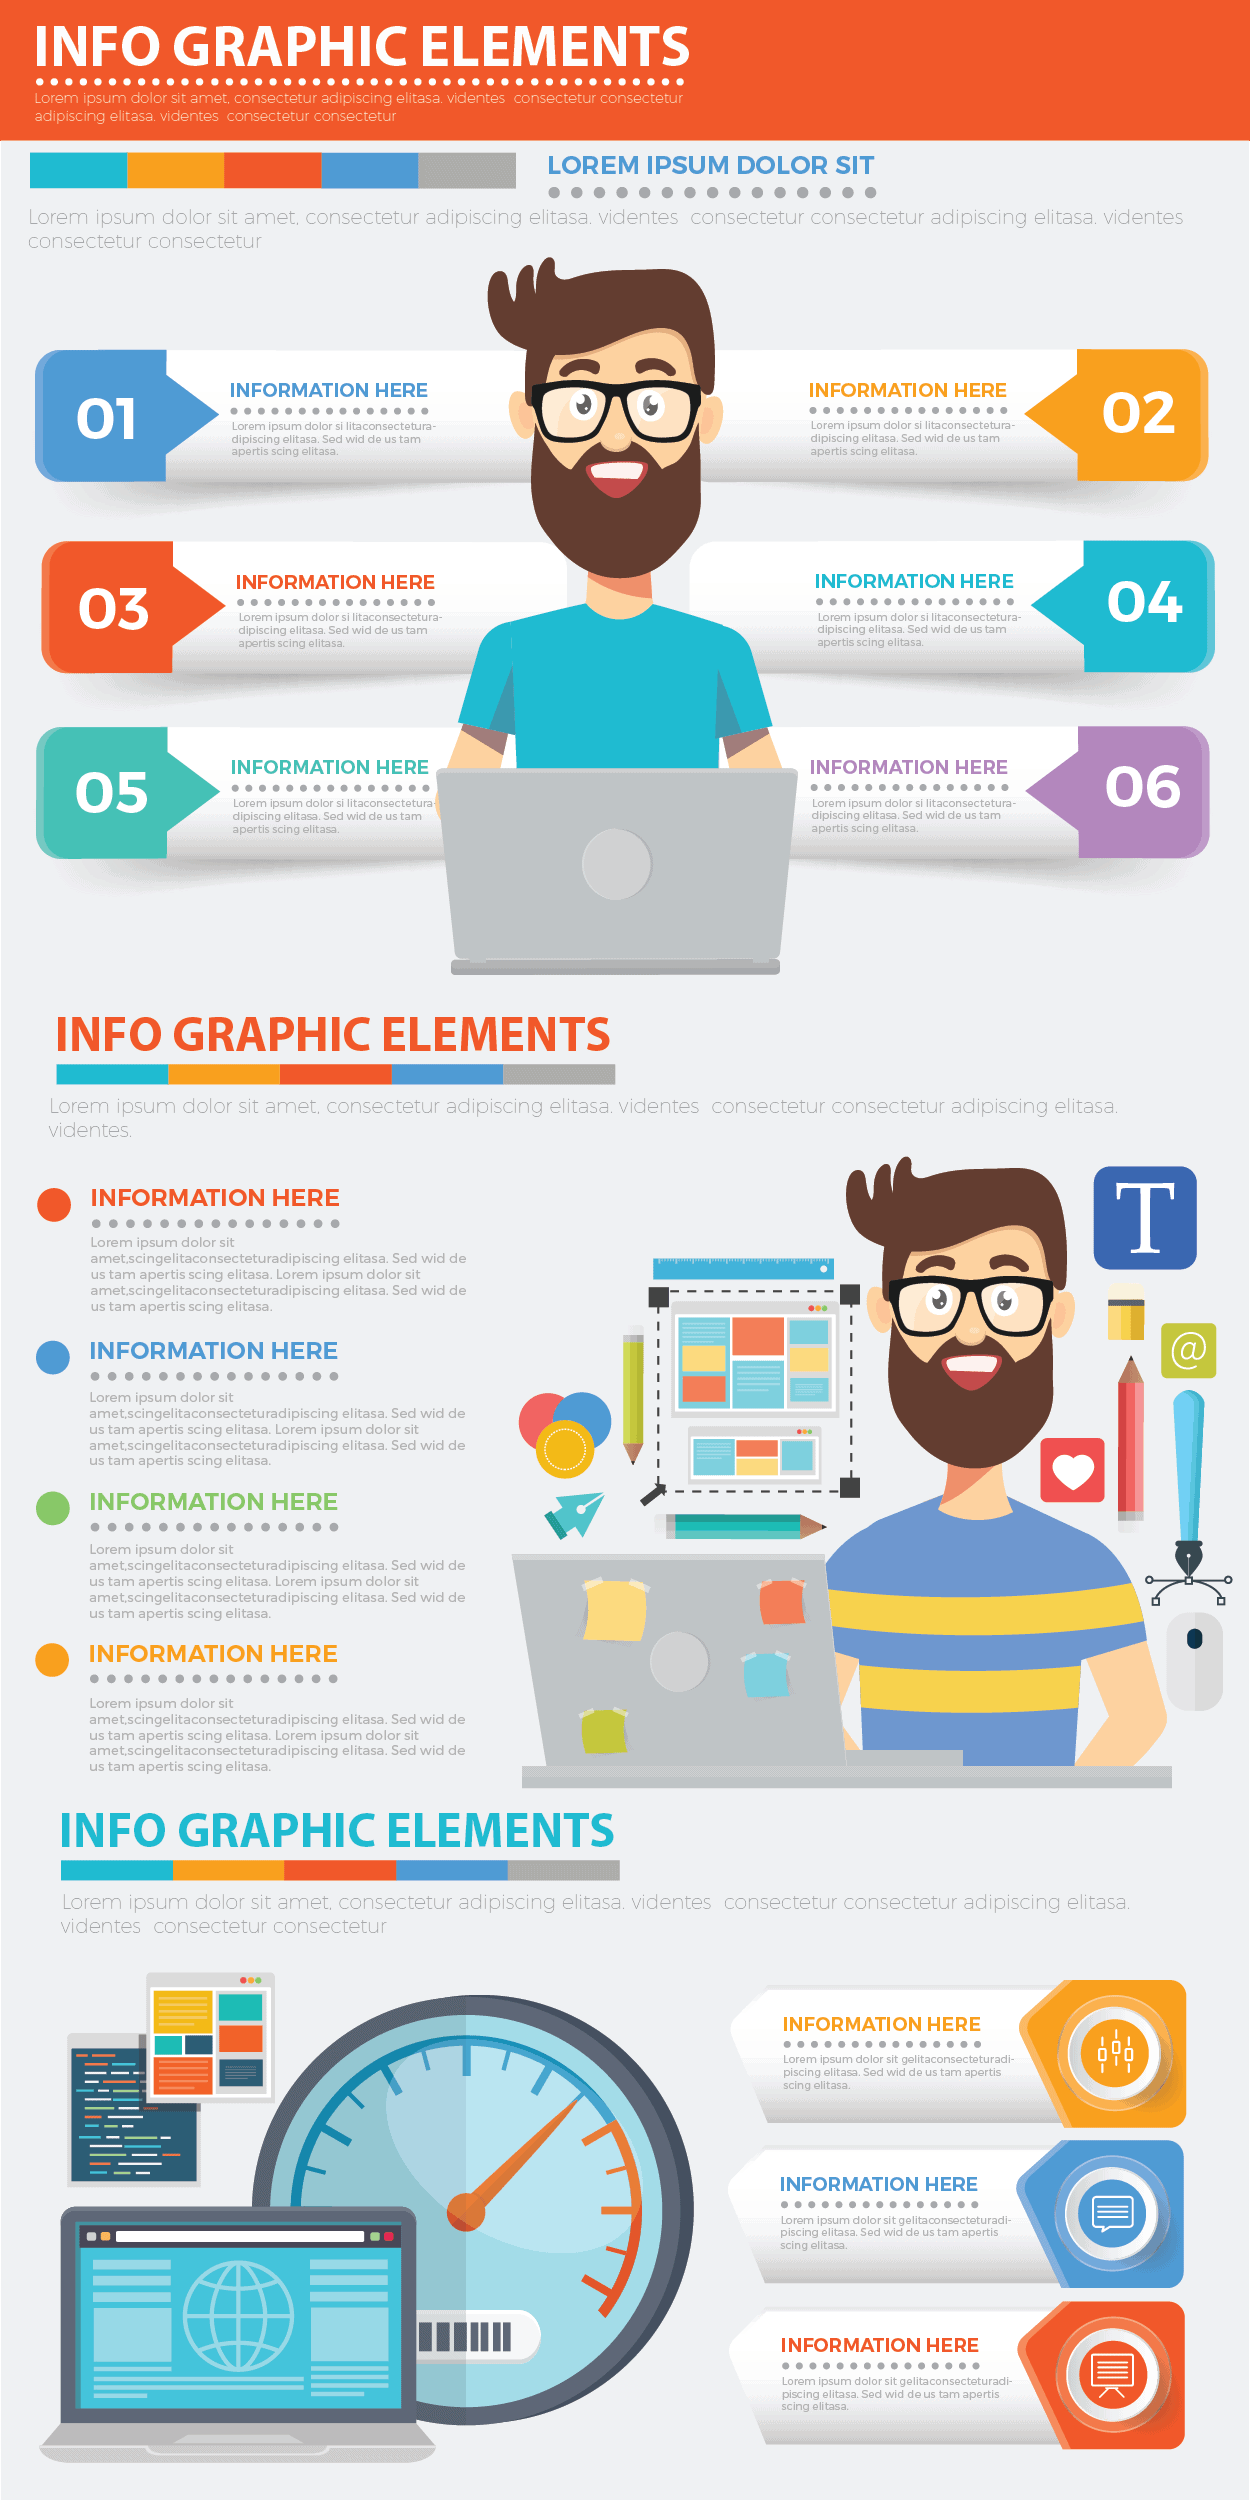 INFO GRAPHIC ELEMENTS
Lorem ipsum dolor sit amet, consectetur adipiscing elitasa. videntes  consectetur consectetur
adipiscing elitasa. videntes  consectetur consectetur
LOREM IPSUM DOLOR SIT
Lorem ipsum dolor sit amet, consectetur adipiscing elitasa. videntes  consectetur consectetur adipiscing elitasa. videntes
consectetur consectetur
01
INFORMATION HERE
Lorem ipsum dolor si litaconsectetura-
dipiscing elitasa. Sed wid de us tam
apertis scing elitasa.
INFORMATION HERE
Lorem ipsum dolor si litaconsectetura-
dipiscing elitasa. Sed wid de us tam
apertis scing elitasa.
02
03
INFORMATION HERE
Lorem ipsum dolor si litaconsectetura-
dipiscing elitasa. Sed wid de us tam
apertis scing elitasa.
INFORMATION HERE
Lorem ipsum dolor si litaconsectetura-
dipiscing elitasa. Sed wid de us tam
apertis scing elitasa.
04
05
INFORMATION HERE
Lorem ipsum dolor si litaconsectetura-
dipiscing elitasa. Sed wid de us tam
apertis scing elitasa.
INFORMATION HERE
Lorem ipsum dolor si litaconsectetura-
dipiscing elitasa. Sed wid de us tam
apertis scing elitasa.
06
INFO GRAPHIC ELEMENTS
Lorem ipsum dolor sit amet, consectetur adipiscing elitasa. videntes  consectetur consectetur adipiscing elitasa.
videntes.
INFORMATION HERE
Lorem ipsum dolor sit
amet,scingelitaconsecteturadipiscing elitasa. Sed wid de
us tam apertis scing elitasa. Lorem ipsum dolor sit
amet,scingelitaconsecteturadipiscing elitasa. Sed wid de
us tam apertis scing elitasa.
INFORMATION HERE
Lorem ipsum dolor sit
amet,scingelitaconsecteturadipiscing elitasa. Sed wid de
us tam apertis scing elitasa. Lorem ipsum dolor sit
amet,scingelitaconsecteturadipiscing elitasa. Sed wid de
us tam apertis scing elitasa.
INFORMATION HERE
Lorem ipsum dolor sit
amet,scingelitaconsecteturadipiscing elitasa. Sed wid de
us tam apertis scing elitasa. Lorem ipsum dolor sit
amet,scingelitaconsecteturadipiscing elitasa. Sed wid de
us tam apertis scing elitasa.
INFORMATION HERE
Lorem ipsum dolor sit
amet,scingelitaconsecteturadipiscing elitasa. Sed wid de
us tam apertis scing elitasa. Lorem ipsum dolor sit
amet,scingelitaconsecteturadipiscing elitasa. Sed wid de
us tam apertis scing elitasa.
T
@
INFO GRAPHIC ELEMENTS
Lorem ipsum dolor sit amet, consectetur adipiscing elitasa. videntes  consectetur consectetur adipiscing elitasa.
videntes  consectetur consectetur
INFORMATION HERE
Lorem ipsum dolor sit gelitaconsecteturadi-
piscing elitasa. Sed wid de us tam apertis
scing elitasa.
INFORMATION HERE
Lorem ipsum dolor sit gelitaconsecteturadi-
piscing elitasa. Sed wid de us tam apertis
scing elitasa.
INFORMATION HERE
Lorem ipsum dolor sit gelitaconsecteturadi-
piscing elitasa. Sed wid de us tam apertis
scing elitasa.